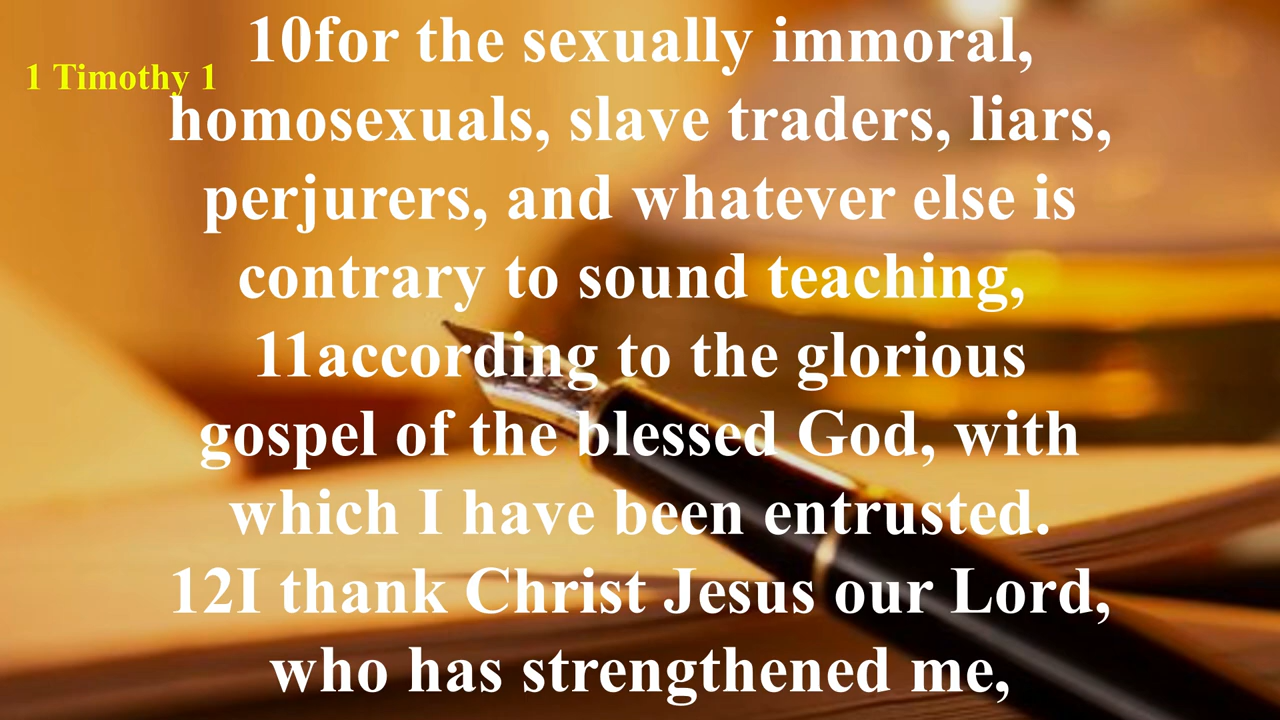 10for the sexually immoral,
1 Timothy 1
homosexuals, slave traders, liars,
perjurers, and whatever else is
contrary to sound teaching,
11according to the glorious
gospel of the blessed God, with
which I have been entrusted.
12I thank Christ Jesus our Lord,
who has strengthened me,